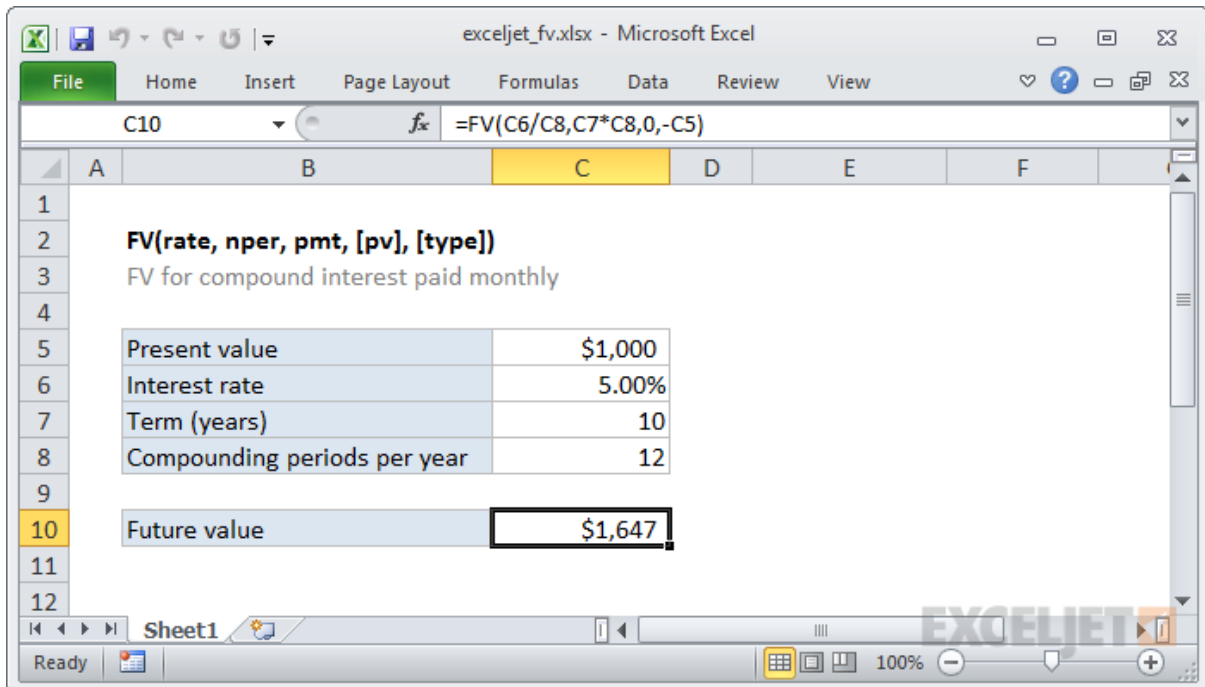 exceljet_fv.xlsx - Microsoft Excel
File Home Insert Page Layout Formulas Data Review View
C10 fx =FV(C6/C8,C7*C8,0,-C5)
A B C D E F
1
2 FV(rate, nper, pmt, [pv], [type])
3 FV for compound interest paid monthly
4
5 Present value $1,000
6 Interest rate 5.00%
7 Term (years) 10
8 Compounding periods per year 12
9
10 Future value $1,647
11
12
Sheet1 EXCELJET
Ready 100%